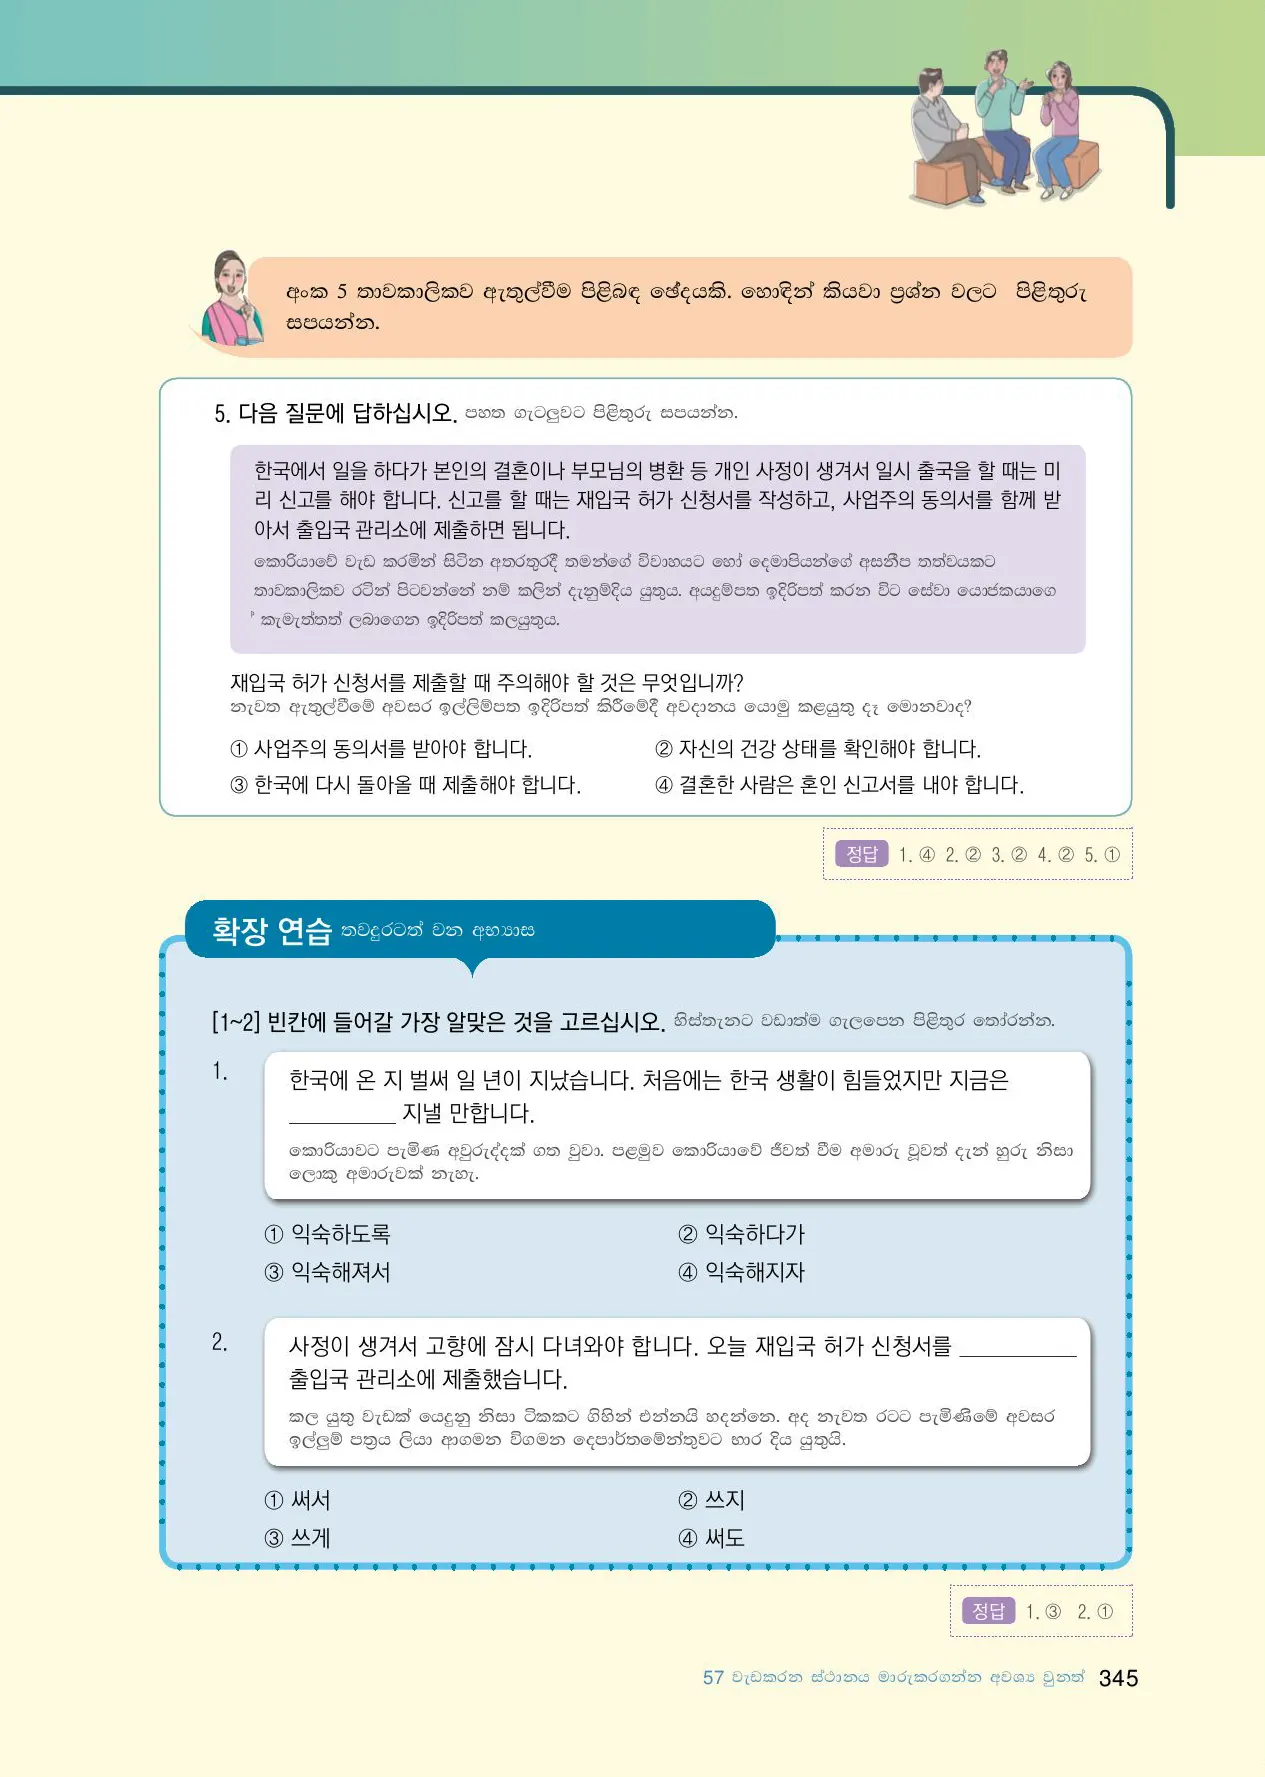 අංක 5 තාවකාලිකව ඇතුල්වීම පිළිබඳ ඡේදයකි. හොඳින් කියවා ප්‍රශ්න වලට පිළිතුරු
සපයන්න.
5. 다음 질문에 답하십시오. පහත ගැටලුවට පිළිතුරු සපයන්න.
한국에서 일을 하다가 본인의 결혼이나 부모님의 병환 등 개인 사정이 생겨서 일시 출국을 할 때는 미
리 신고를 해야 합니다. 신고를 할 때는 재입국 허가 신청서를 작성하고, 사업주의 동의서를 함께 받
아서 출입국 관리소에 제출하면 됩니다.
කොරියාවේ වැඩ කරමින් සිටින අතරතුරදී තමන්ගේ විවාහයට හෝ දෙමාපියන්ගේ අසනීප තත්වයකට
තාවකාලිකව රටින් පිටවන්නේ නම් කලින් දැනුම්දිය යුතුය. අයදුම්පත ඉදිරිපත් කරන විට සේවා යොජකයාගෙ
් කැමැත්තත් ලබාගෙන ඉදිරිපත් කලයුතුය.
재입국 허가 신청서를 제출할 때 주의해야 할 것은 무엇입니까?
නැවත ඇතුල්වීමේ අවසර ඉල්ලිම්පත ඉදිරිපත් කිරීමේදී අවදානය යොමු කළයුතු දෑ මොනවාද?
① 사업주의 동의서를 받아야 합니다. ② 자신의 건강 상태를 확인해야 합니다.
③ 한국에 다시 돌아올 때 제출해야 합니다. ④ 결혼한 사람은 혼인 신고서를 내야 합니다.
정답 1. ④ 2. ② 3. ② 4. ② 5. ①
확장 연습 තවදුරටත් වන අභ්‍යාස
[1~2] 빈칸에 들어갈 가장 알맞은 것을 고르십시오. හිස්තැනට වඩාත්ම ගැලපෙන පිළිතුර තෝරන්න.
1. 한국에 온 지 벌써 일 년이 지났습니다. 처음에는 한국 생활이 힘들었지만 지금은
_________ 지낼 만합니다.
කොරියාවට පැමිණ අවුරුද්දක් ගත වුවා. පළමුව කොරියාවේ ජීවත් වීම අමාරු වූවත් දැන් හුරු නිසා
ලොකු අමාරුවක් නැහැ.
① 익숙하도록 ② 익숙하다가
③ 익숙해져서 ④ 익숙해지자
2. 사정이 생겨서 고향에 잠시 다녀와야 합니다. 오늘 재입국 허가 신청서를 _________
출입국 관리소에 제출했습니다.
කල යුතු වැඩක් යෙදුනු නිසා ටිකකට ගිහින් එන්නයි හදන්නෙ. අද නැවත රටට පැමිණීමේ අවසර
ඉල්ලුම් පත්‍රය ලියා ආගමන විගමන දෙපාර්තමේන්තුවට භාර දිය යුතුයි.
① 써서 ② 쓰지
③ 쓰게 ④ 써도
정답 1. ③ 2. ①
57 වැඩකරන ස්ථානය මාරුකරගන්න අවශ්‍ය වුනත් 345